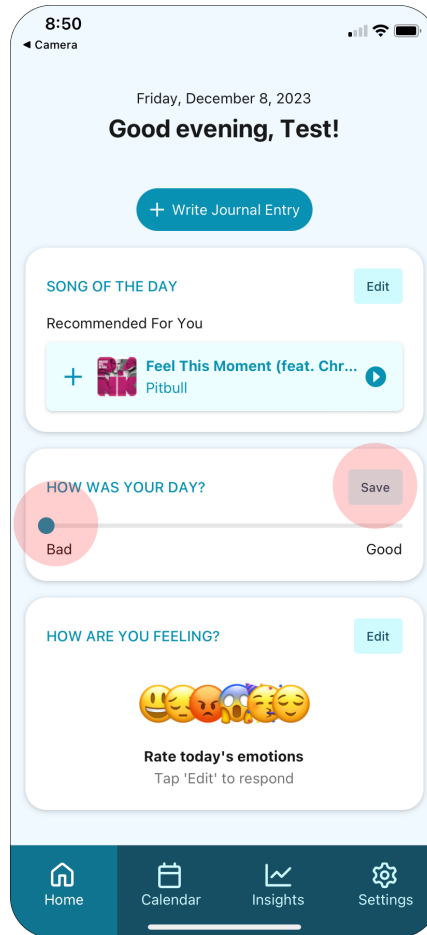 8:50
◀ Camera
Friday, December 8, 2023
Good evening, Test!
+ Write Journal Entry
SONG OF THE DAY
Edit
Recommended For You
Feel This Moment (feat. Chr...
Pitbull
HOW WAS YOUR DAY?
Save
Bad
Good
HOW ARE YOU FEELING?
Edit
Rate today's emotions
Tap 'Edit' to respond
Home
Calendar
Insights
Settings